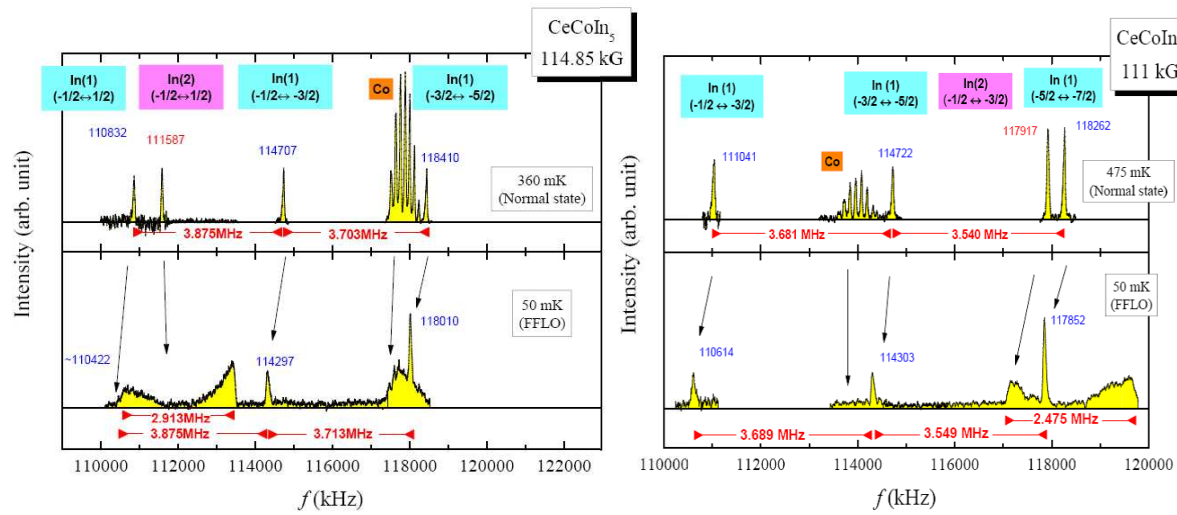 CeCoIn5
114.85 kG
In(1)
(-1/2↔1/2)
In(2)
(-1/2↔1/2)
In(1)
(-1/2↔ -3/2)
Co
In(1)
(-3/2↔ -5/2)
110832
111587
114707
118410
360 mK
(Normal state)
3.875MHz
3.703MHz
50 mK
(FFLO)
~110422
114297
118010
2.913MHz
3.875MHz
3.713MHz
110000 112000 114000 116000 118000 120000 122000
f (kHz)
Intensity (arb. unit)
CeCoIn
111 kG
In (1)
(-1/2 ↔ -3/2)
In (1)
(-3/2 ↔ -5/2)
In(2)
(-1/2 ↔ -3/2)
In (1)
(-5/2 ↔ -7/2)
Co
111041
114722
117917
118262
475 mK
(Normal state)
3.681 MHz
3.540 MHz
50 mK
(FFLO)
110614
114303
117852
2.475 MHz
3.689 MHz
3.549 MHz
110000 112000 114000 116000 118000 120000
f (kHz)
Intensity (arb. unit)